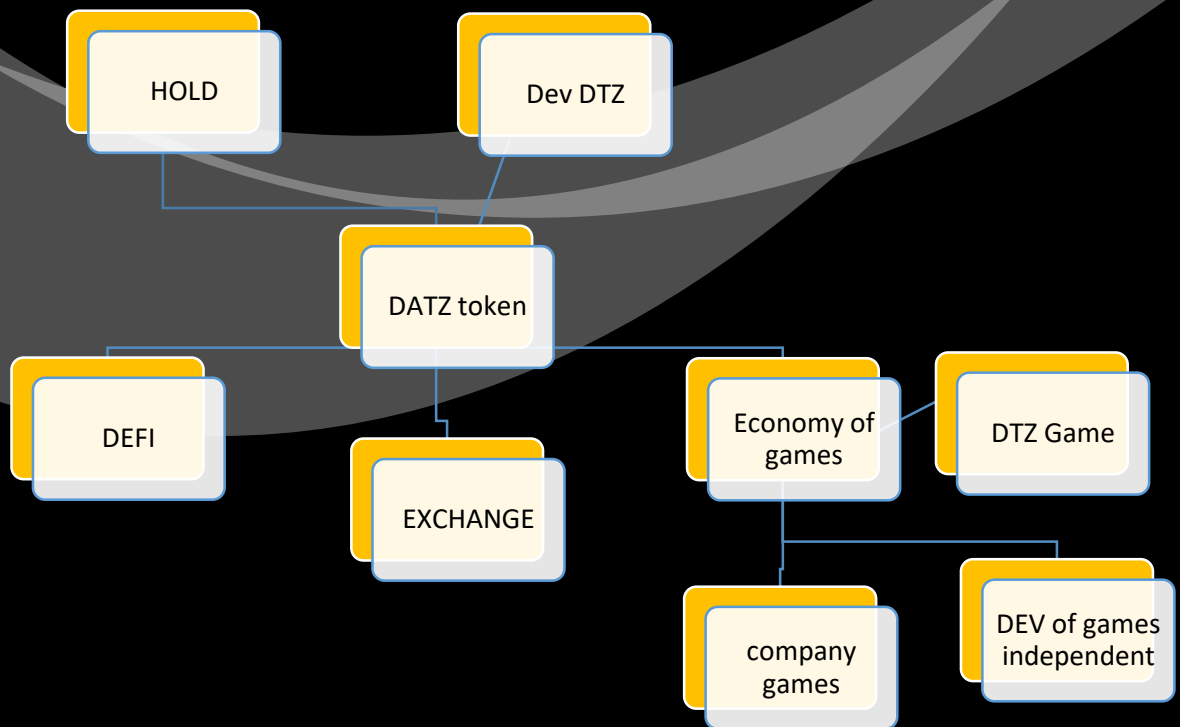 HOLD
Dev DTZ
DATZ token
DEFI
EXCHANGE
Economy of
games
DTZ Game
company
games
DEV of games
independent